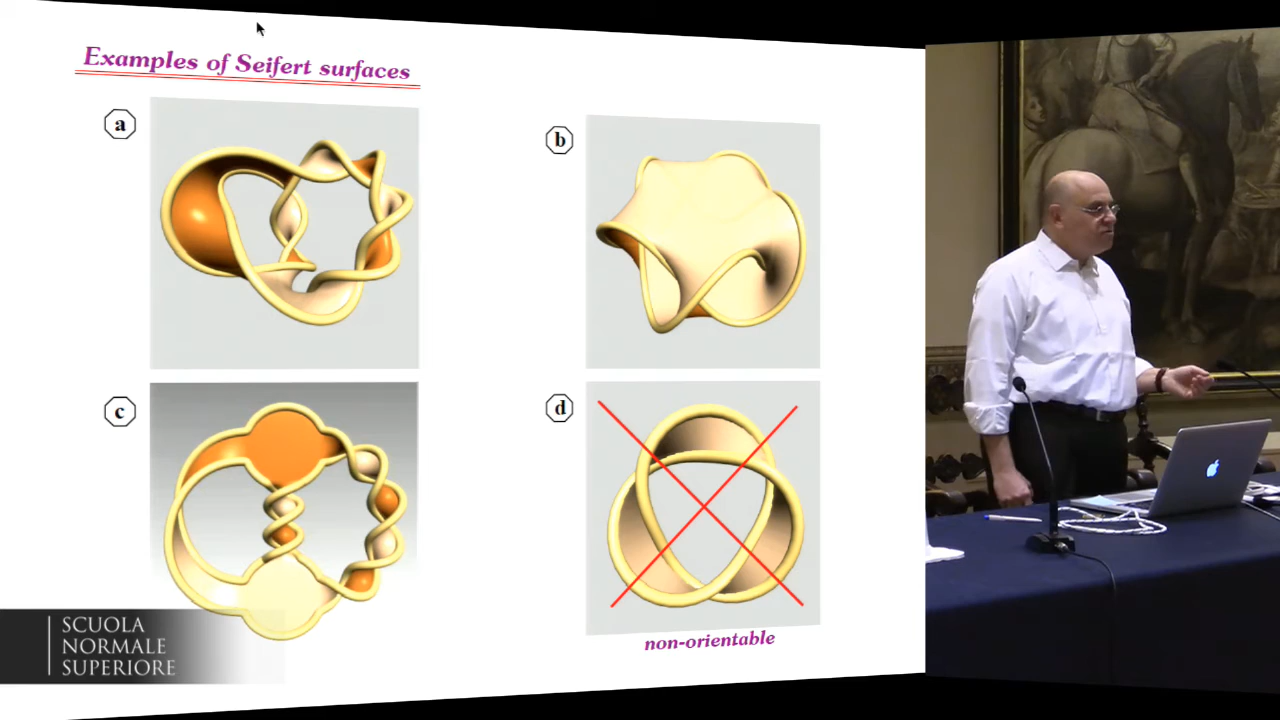 Examples of Seifert surfaces
a
b
c
d
non-orientable
SCUOLA
NORMALE
SUPERIORE